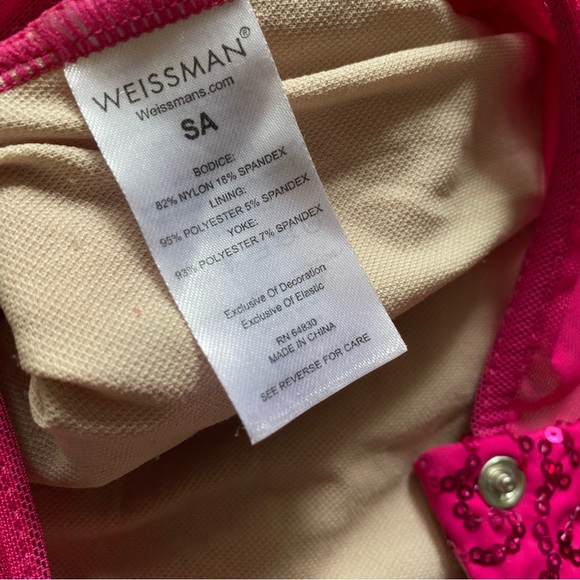 WEISSMAN®
Weissmans.com
SA
BODICE:
82% NYLON 18% SPANDEX
LINING:
95% POLYESTER 5% SPANDEX
YOKE:
93% POLYESTER 7% SPANDEX
Exclusive Of Decoration
Exclusive Of Elastic
RN 64830
MADE IN CHINA
SEE REVERSE FOR CARE